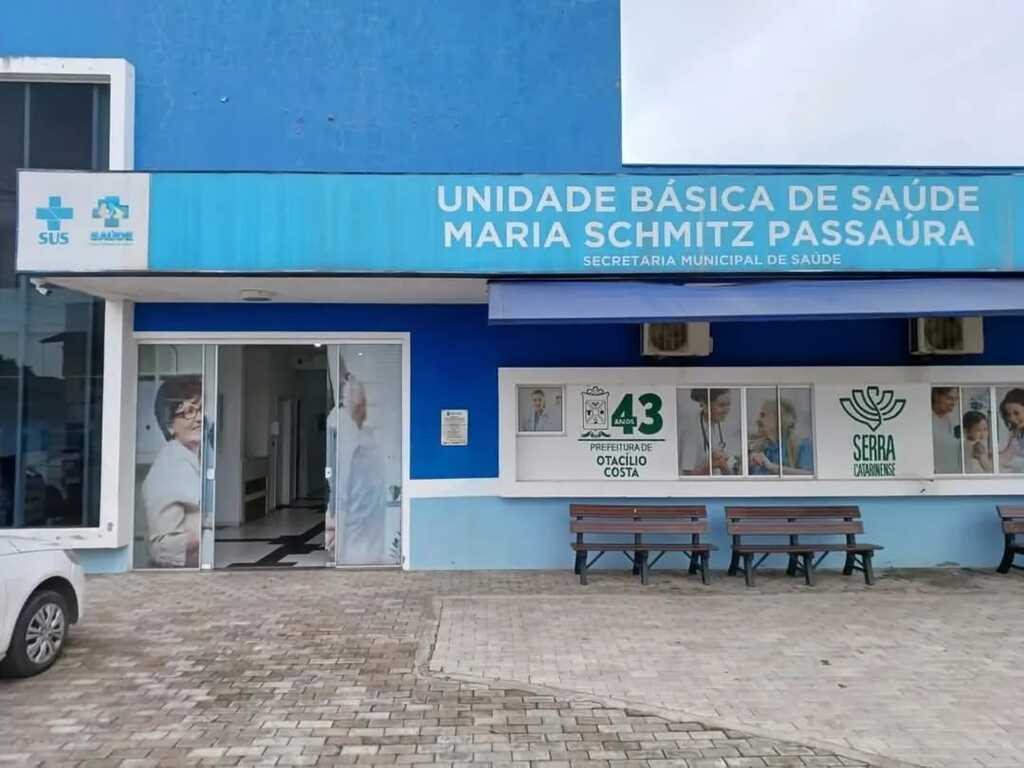 UNIDADE BÁSICA DE SAÚDE
MARIA SCHMITZ PASSAÚRA
SECRETARIA MUNICIPAL DE SAÚDE
SUS
SAÚDE
43
ANOS
PREFEITURA DE
OTACÍLIO
COSTA
SERRA
CATARINENSE